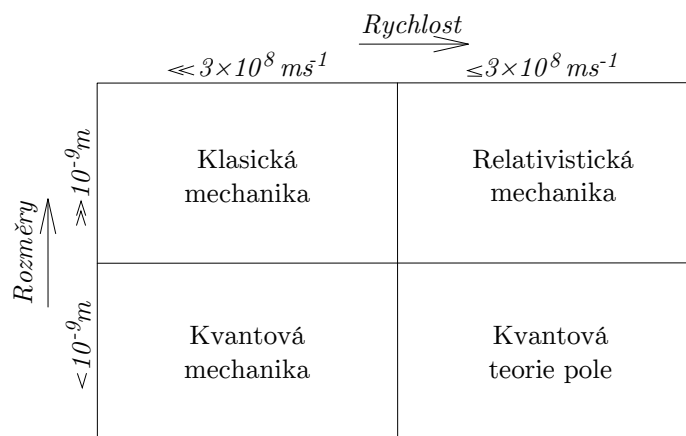 Rychlost
≪ 3×10⁸ ms⁻¹
≤3×10⁸ ms⁻¹
Rozměry
≫10⁻⁹m
Klasická
mechanika
Relativistická
mechanika
<10⁻⁹m
Kvantová
mechanika
Kvantová
teorie pole